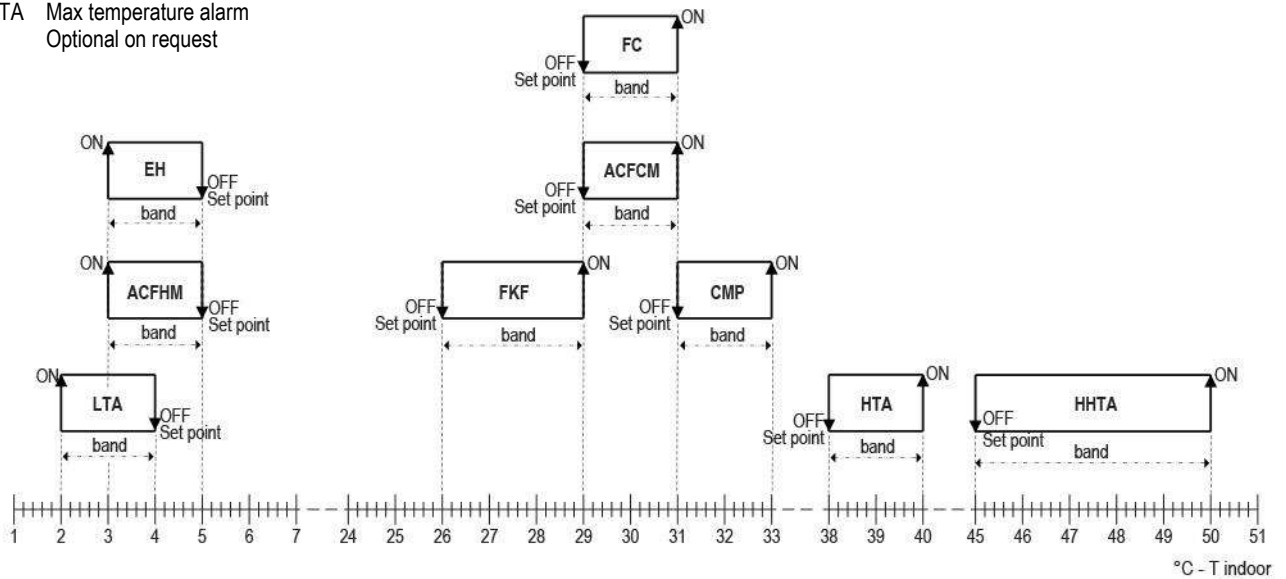 TA Max temperature alarm
Optional on request
ON
FC
OFF
Set point
band
ON
EH
OFF
Set point
band
ON
ACFCM
OFF
Set point
band
ON
ACFHM
OFF
Set point
band
ON
FKF
OFF
Set point
band
ON
CMP
OFF
Set point
band
ON
LTA
OFF
Set point
band
ON
HTA
OFF
Set point
band
ON
HHTA
OFF
Set point
band
1 2 3 4 5 6 7 24 25 26 27 28 29 30 31 32 33 38 39 40 45 46 47 48 49 50 51
°C - T indoor